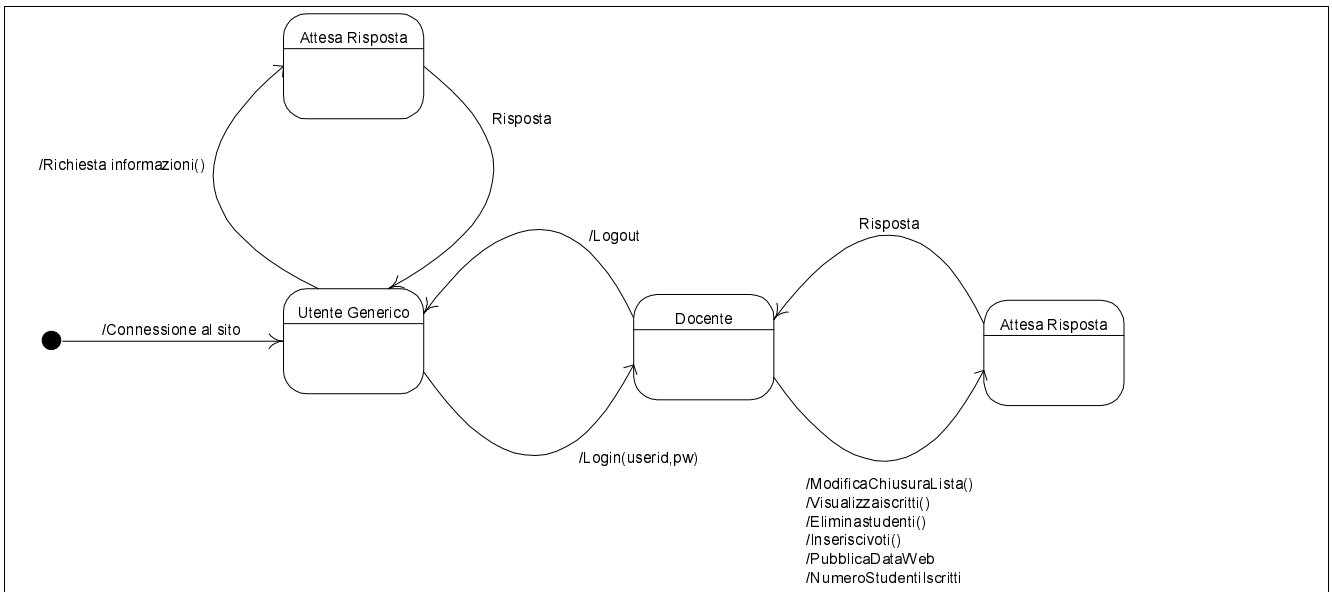 Attesa Risposta
Risposta
/Richiesta informazioni()
Risposta
/Logout
Utente Generico
Docente
Attesa Risposta
/Connessione al sito
/Login(userid,pw)
/ModificaChiusuraLista()
/Visualizzaiscritti()
/Eliminastudenti()
/Inseriscivoti()
/PubblicaDataWeb
/NumeroStudentiIscritti